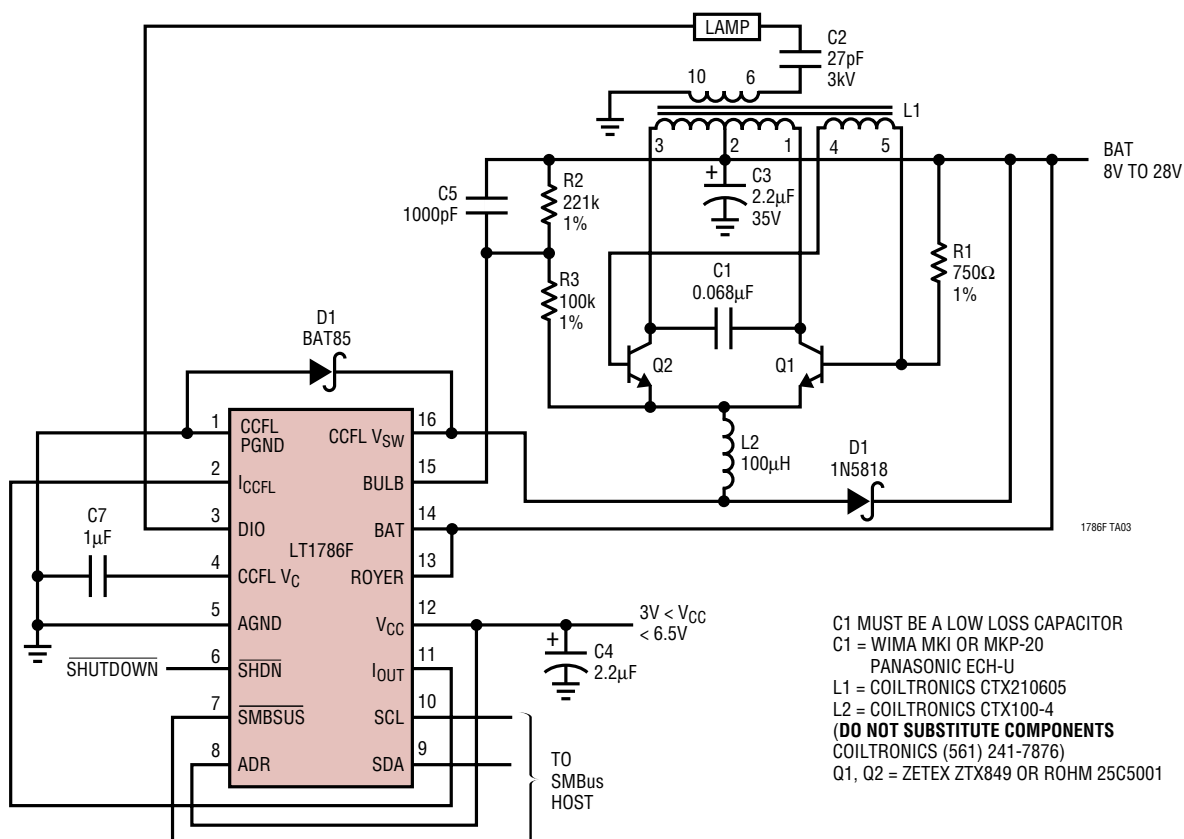 LAMP
C2
27pF
3kV
10 6
L1
3 2 1 4 5
BAT
8V TO 28V
C5
1000pF
R2
221k
1%
+
C3
2.2µF
35V
R3
100k
1%
C1
0.068µF
R1
750Ω
1%
D1
BAT85
Q2
Q1
L2
100µH
D1
1N5818
1786F TA03
1 CCFL PGND
2 ICCFL
3 DIO
4 CCFL VC
5 AGND
6 SHDN
7 SMBSUS
8 ADR
LT1786F
16 CCFL VSW
15 BULB
14 BAT
13 ROYER
12 VCC
11 IOUT
10 SCL
9 SDA
C7
1µF
SHUTDOWN
3V < VCC
< 6.5V
+
C4
2.2µF
TO
SMBus
HOST
C1 MUST BE A LOW LOSS CAPACITOR
C1 = WIMA MKI OR MKP-20
PANASONIC ECH-U
L1 = COILTRONICS CTX210605
L2 = COILTRONICS CTX100-4
(DO NOT SUBSTITUTE COMPONENTS
COILTRONICS (561) 241-7876)
Q1, Q2 = ZETEX ZTX849 OR ROHM 25C5001